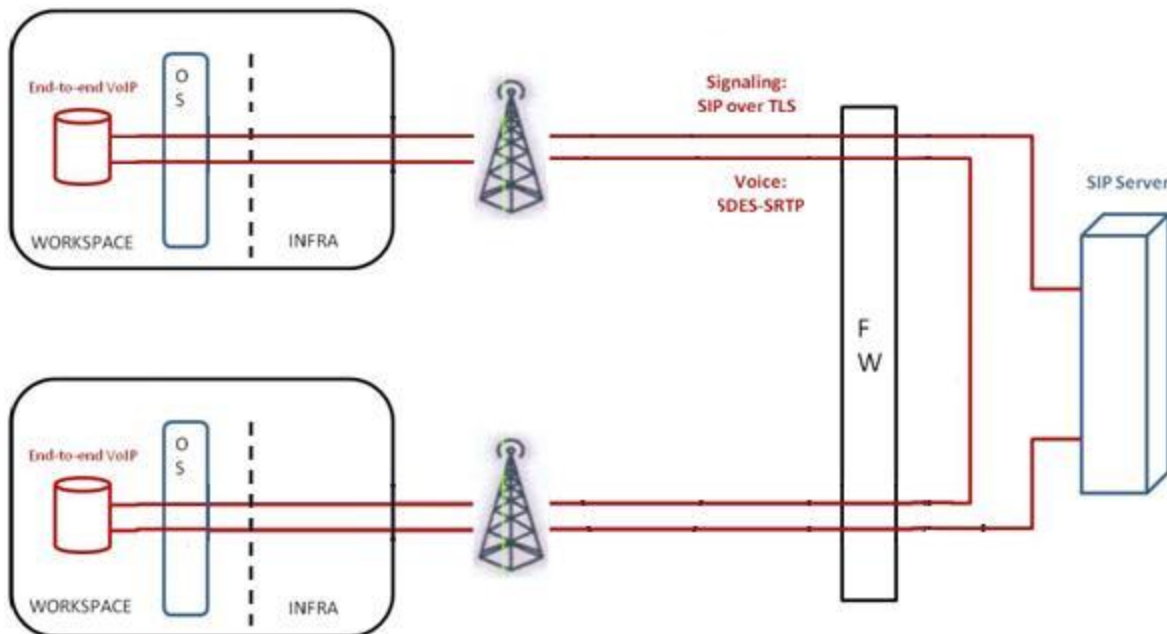 End-to-end VoIP
O
S
WORKSPACE
INFRA
Signaling:
SIP over TLS
Voice:
SDES-SRTP
F
W
SIP Server
End-to-end VoIP
O
S
WORKSPACE
INFRA